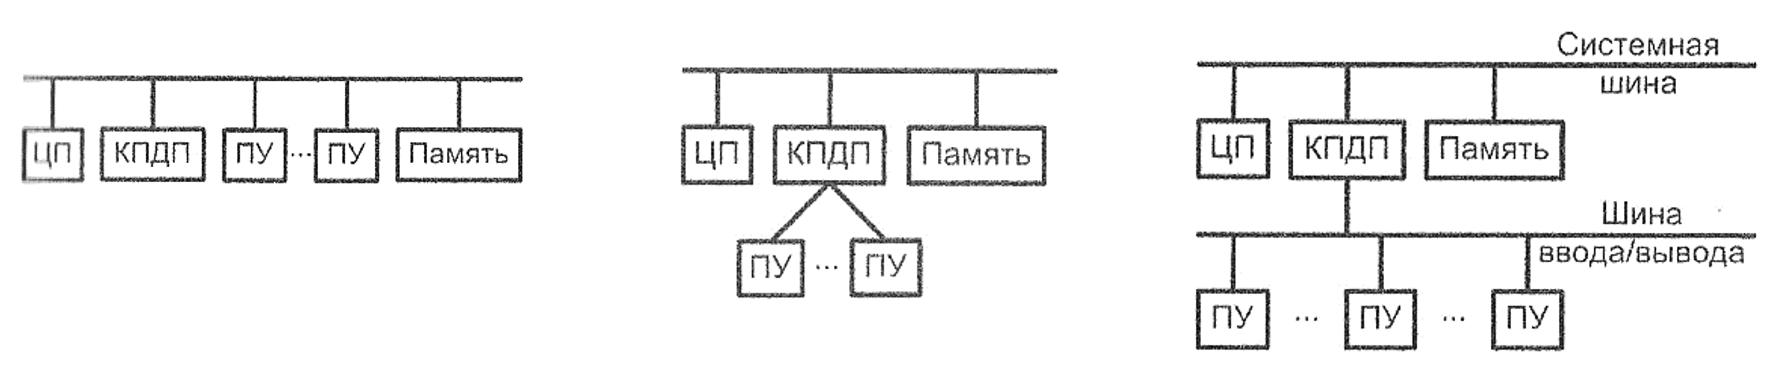 ЦП КПДП ПУ ... ПУ Память
ЦП КПДП Память
ПУ ... ПУ
Системная
шина
ЦП КПДП Память
Шина
ввода/вывода
ПУ ... ПУ ... ПУ